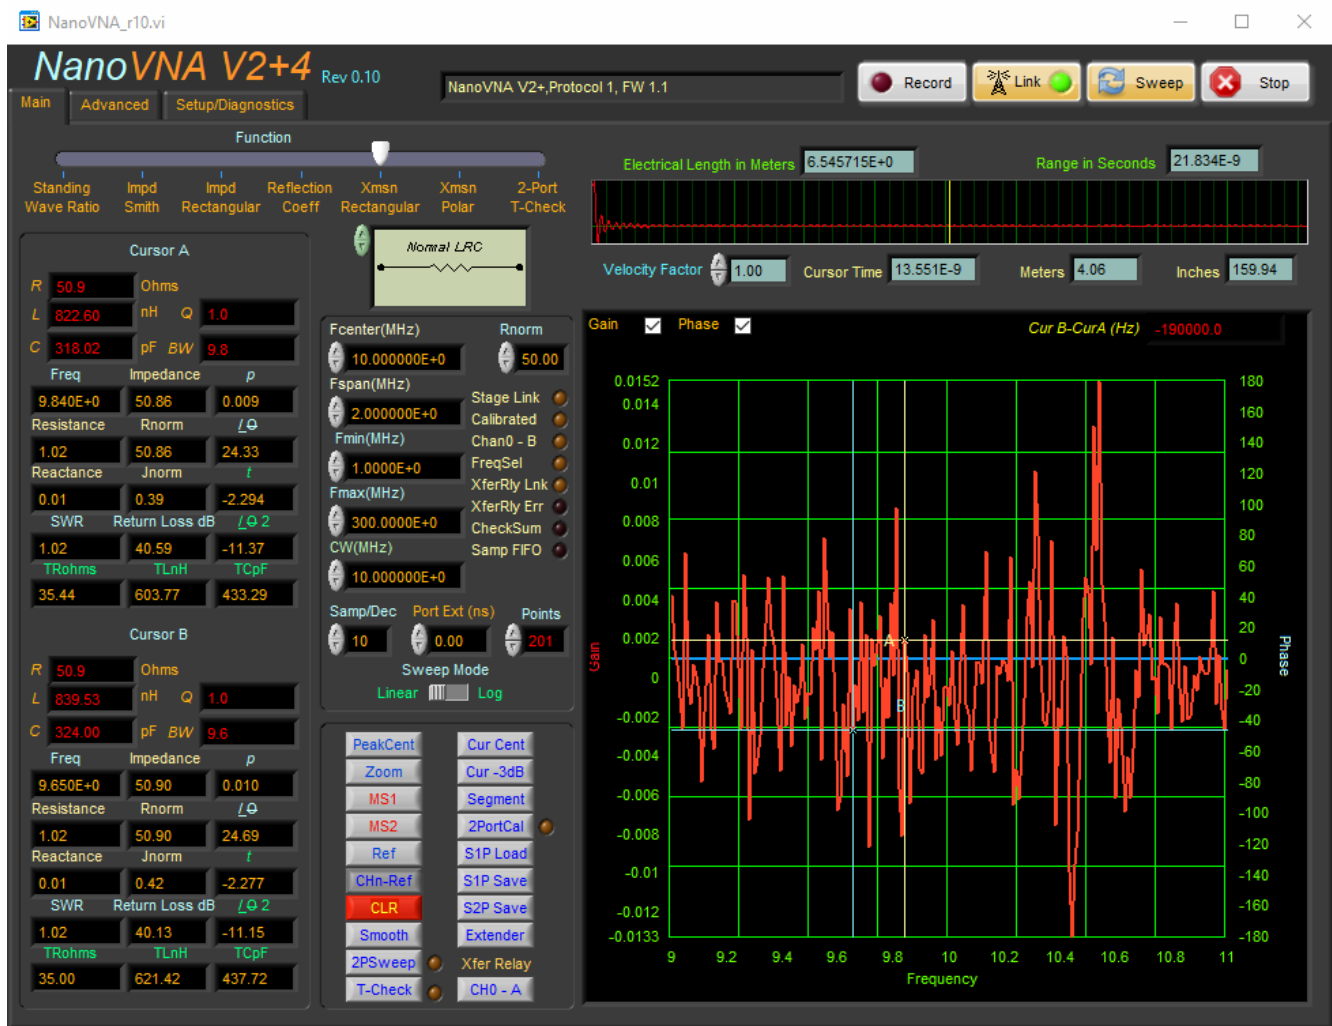 NanoVNA_r10.vi
NanoVNA V2+4 Rev 0.10
NanoVNA V2+,Protocol 1, FW 1.1
Record Link Sweep Stop
Main Advanced Setup/Diagnostics
Function
Standing Wave Ratio
Impd Smith
Impd Rectangular
Reflection Coeff
Xmsn Rectangular
Xmsn Polar
2-Port T-Check
Electrical Length in Meters 6.545715E+0
Range in Seconds 21.834E-9
Velocity Factor 1.00
Cursor Time 13.551E-9
Meters 4.06
Inches 159.94
Cursor A
R 50.9 Ohms
L 822.60 nH Q 1.0
C 318.02 pF BW 9.8
Freq Impedance p
9.840E+0 50.86 0.009
Resistance Rnorm / O
1.02 50.86 24.33
Reactance Jnorm t
0.01 0.39 -2.294
SWR Return Loss dB / O 2
1.02 40.59 -11.37
TRohms TLnH TCpF
35.44 603.77 433.29
Cursor B
R 50.9 Ohms
L 839.53 nH Q 1.0
C 324.00 pF BW 9.6
Freq Impedance p
9.650E+0 50.90 0.010
Resistance Rnorm / O
1.02 50.90 24.69
Reactance Jnorm t
0.01 0.42 -2.277
SWR Return Loss dB / O 2
1.02 40.13 -11.15
TRohms TLnH TCpF
35.00 621.42 437.72
Normal LRC
Fcenter(MHz) Rnorm
10.000000E+0 50.00
Fspan(MHz)
2.000000E+0
Fmin(MHz)
1.0000E+0
Fmax(MHz)
300.0000E+0
CW(MHz)
10.000000E+0
Stage Link
Calibrated
Chan0 - B
FreqSel
XferRly Lnk
XferRly Err
CheckSum
Samp FIFO
Samp/Dec Port Ext (ns) Points
10 0.00 201
Sweep Mode
Linear Log
PeakCent Cur Cent
Zoom Cur -3dB
MS1 Segment
MS2 2PortCal
Ref S1P Load
CHn-Ref S1P Save
CLR S2P Save
Smooth Extender
2PSweep Xfer Relay
T-Check CH0 - A
Gain Phase
Cur B-CurA (Hz) -190000.0
0.0152
0.014
0.012
0.01
0.008
0.006
0.004
0.002
0
-0.002
-0.004
-0.006
-0.008
-0.01
-0.012
-0.0133
Gain
A
B
180
160
140
120
100
80
60
40
20
0
-20
-40
-60
-80
-100
-120
-140
-160
-180
Phase
9 9.2 9.4 9.6 9.8 10 10.2 10.4 10.6 10.8 11
Frequency